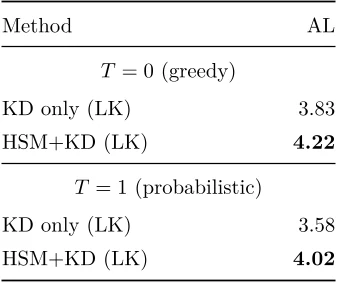 Method AL
T = 0 (greedy)
KD only (LK) 3.83
HSM+KD (LK) 4.22
T = 1 (probabilistic)
KD only (LK) 3.58
HSM+KD (LK) 4.02